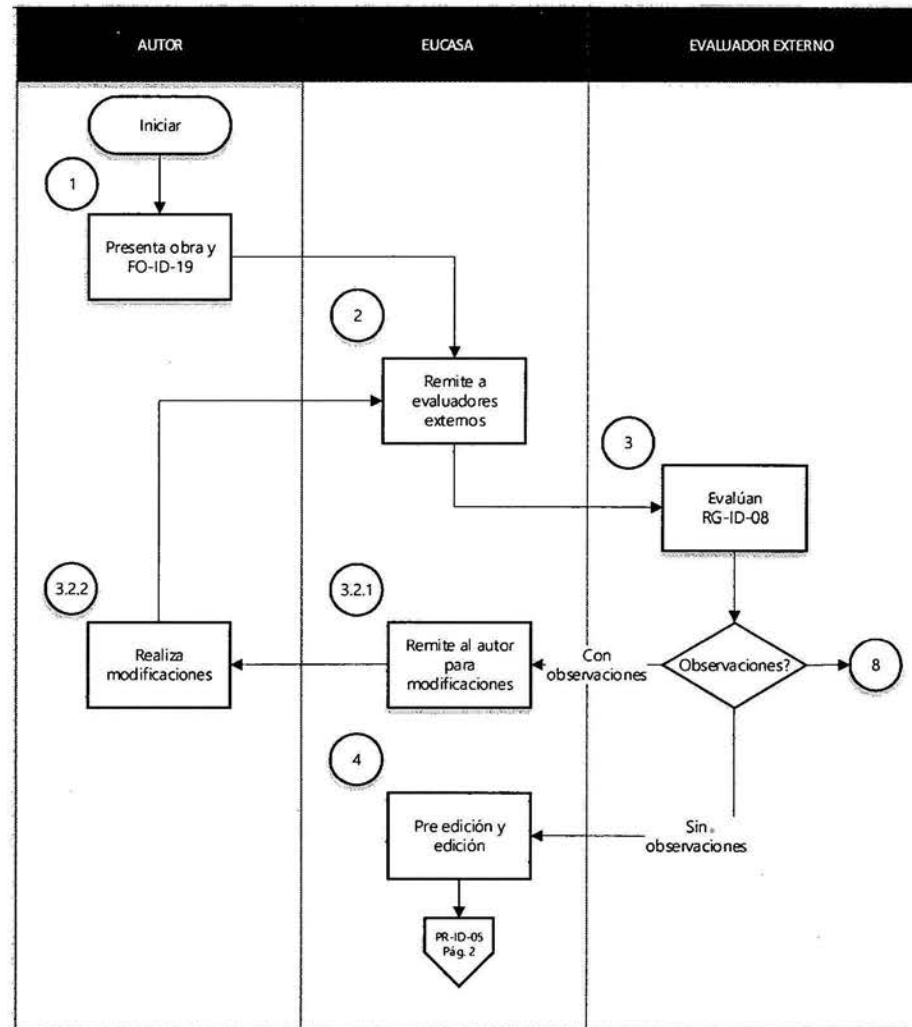 AUTOR
EUCASA
EVALUADOR EXTERNO
Iniciar
1
Presenta obra y
FO-ID-19
2
Remite a
evaluadores
externos
3
Evalúan
RG-ID-08
3.2.2
Realiza
modificaciones
3.2.1
Remite al autor
para
modificaciones
Con
observaciones
Observaciones?
8
4
Pre edición y
edición
Sin
observaciones
PR-ID-05
Pág. 2